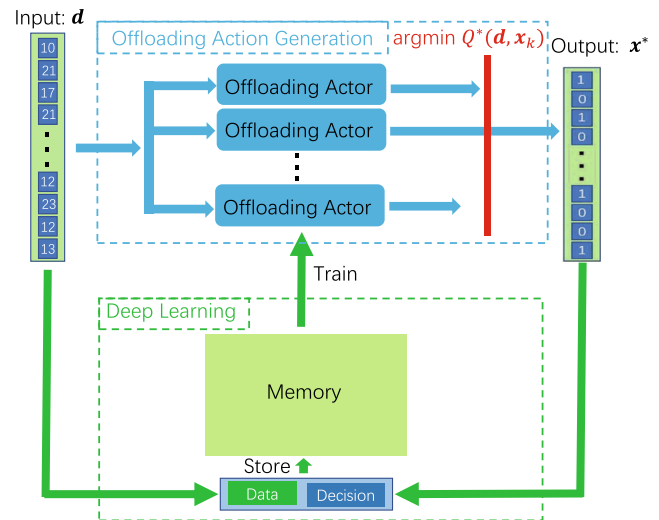 Input: d
10
21
17
21
12
23
12
13
Offloading Action Generation
argmin Q*(d, xₖ)
Offloading Actor
Offloading Actor
Offloading Actor
Output: x*
1
0
1
0
1
0
0
1
Train
Deep Learning
Memory
Store
Data
Decision